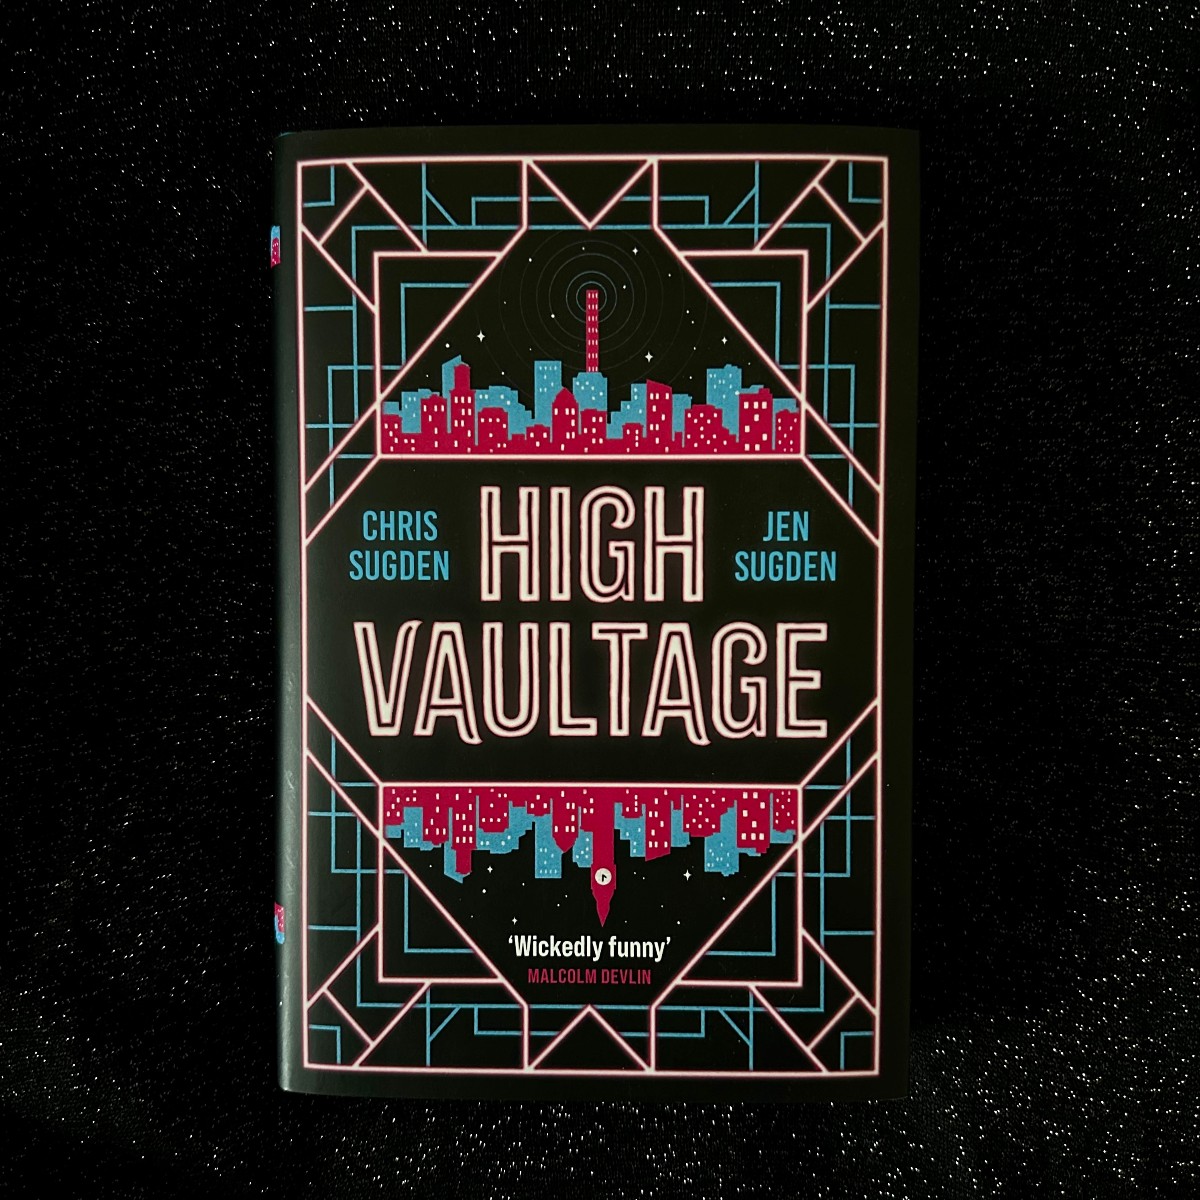 CHRIS
SUGDEN
HIGH
JEN
SUGDEN
VAULTAGE
‘Wickedly funny’
MALCOLM DEVLIN